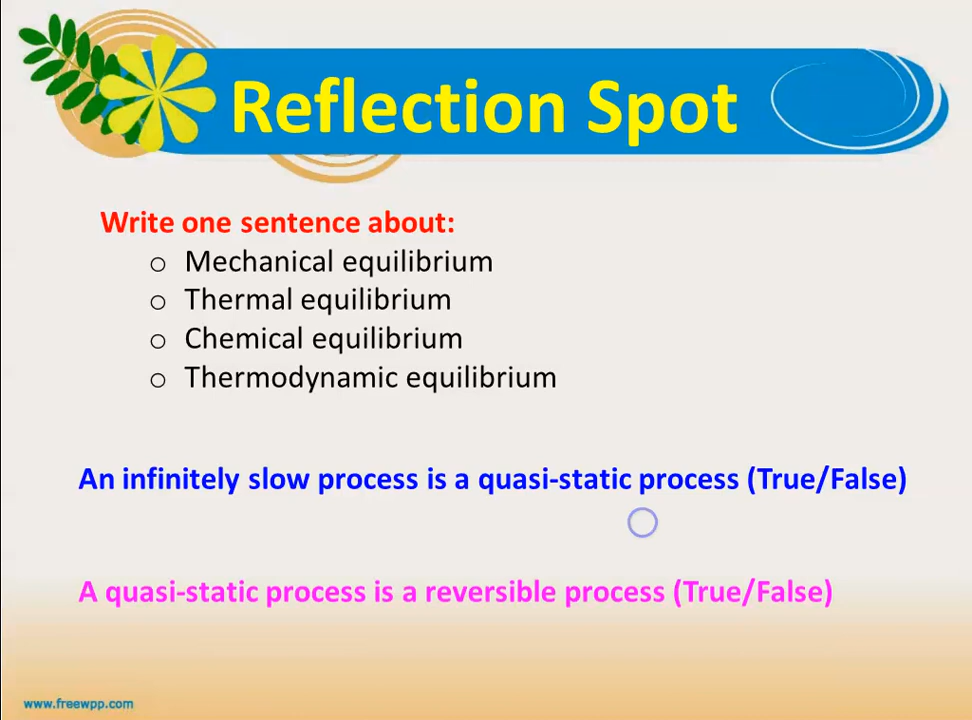 Reflection Spot
Write one sentence about:
o Mechanical equilibrium
o Thermal equilibrium
o Chemical equilibrium
o Thermodynamic equilibrium
An infinitely slow process is a quasi-static process (True/False)
A quasi-static process is a reversible process (True/False)
www.freewpp.com